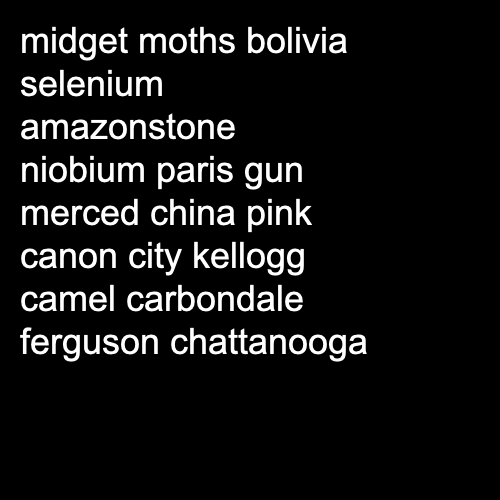 midget moths bolivia
selenium
amazonstone
niobium paris gun
merced china pink
canon city kellogg
camel carbondale
ferguson chattanooga